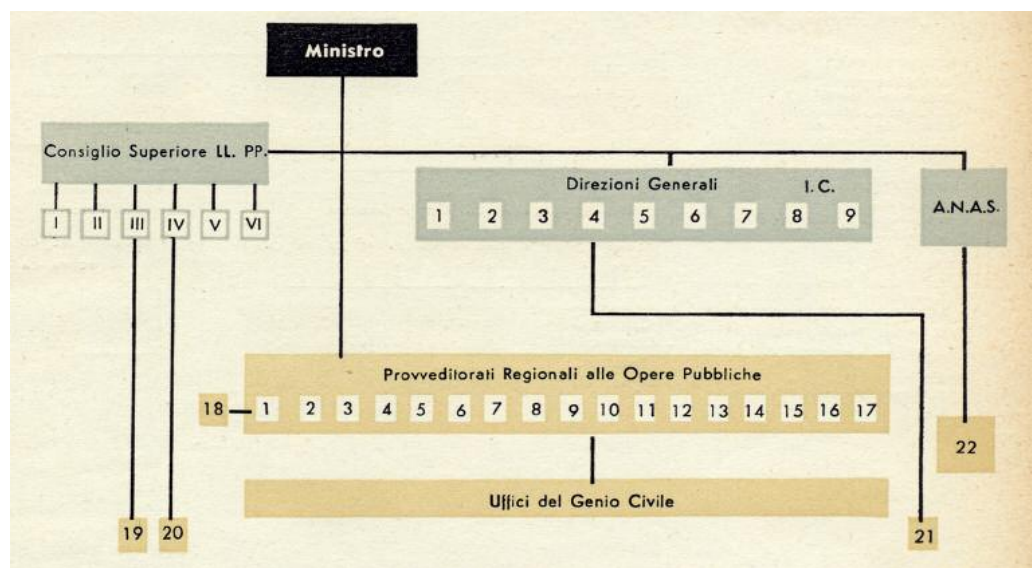 Ministro
Consiglio Superiore LL. PP.
I II III IV V VI
Direzioni Generali I. C.
1 2 3 4 5 6 7 8 9
A.N.A.S.
Provveditorati Regionali alle Opere Pubbliche
18 1 2 3 4 5 6 7 8 9 10 11 12 13 14 15 16 17
22
Uffici del Genio Civile
19 20 21